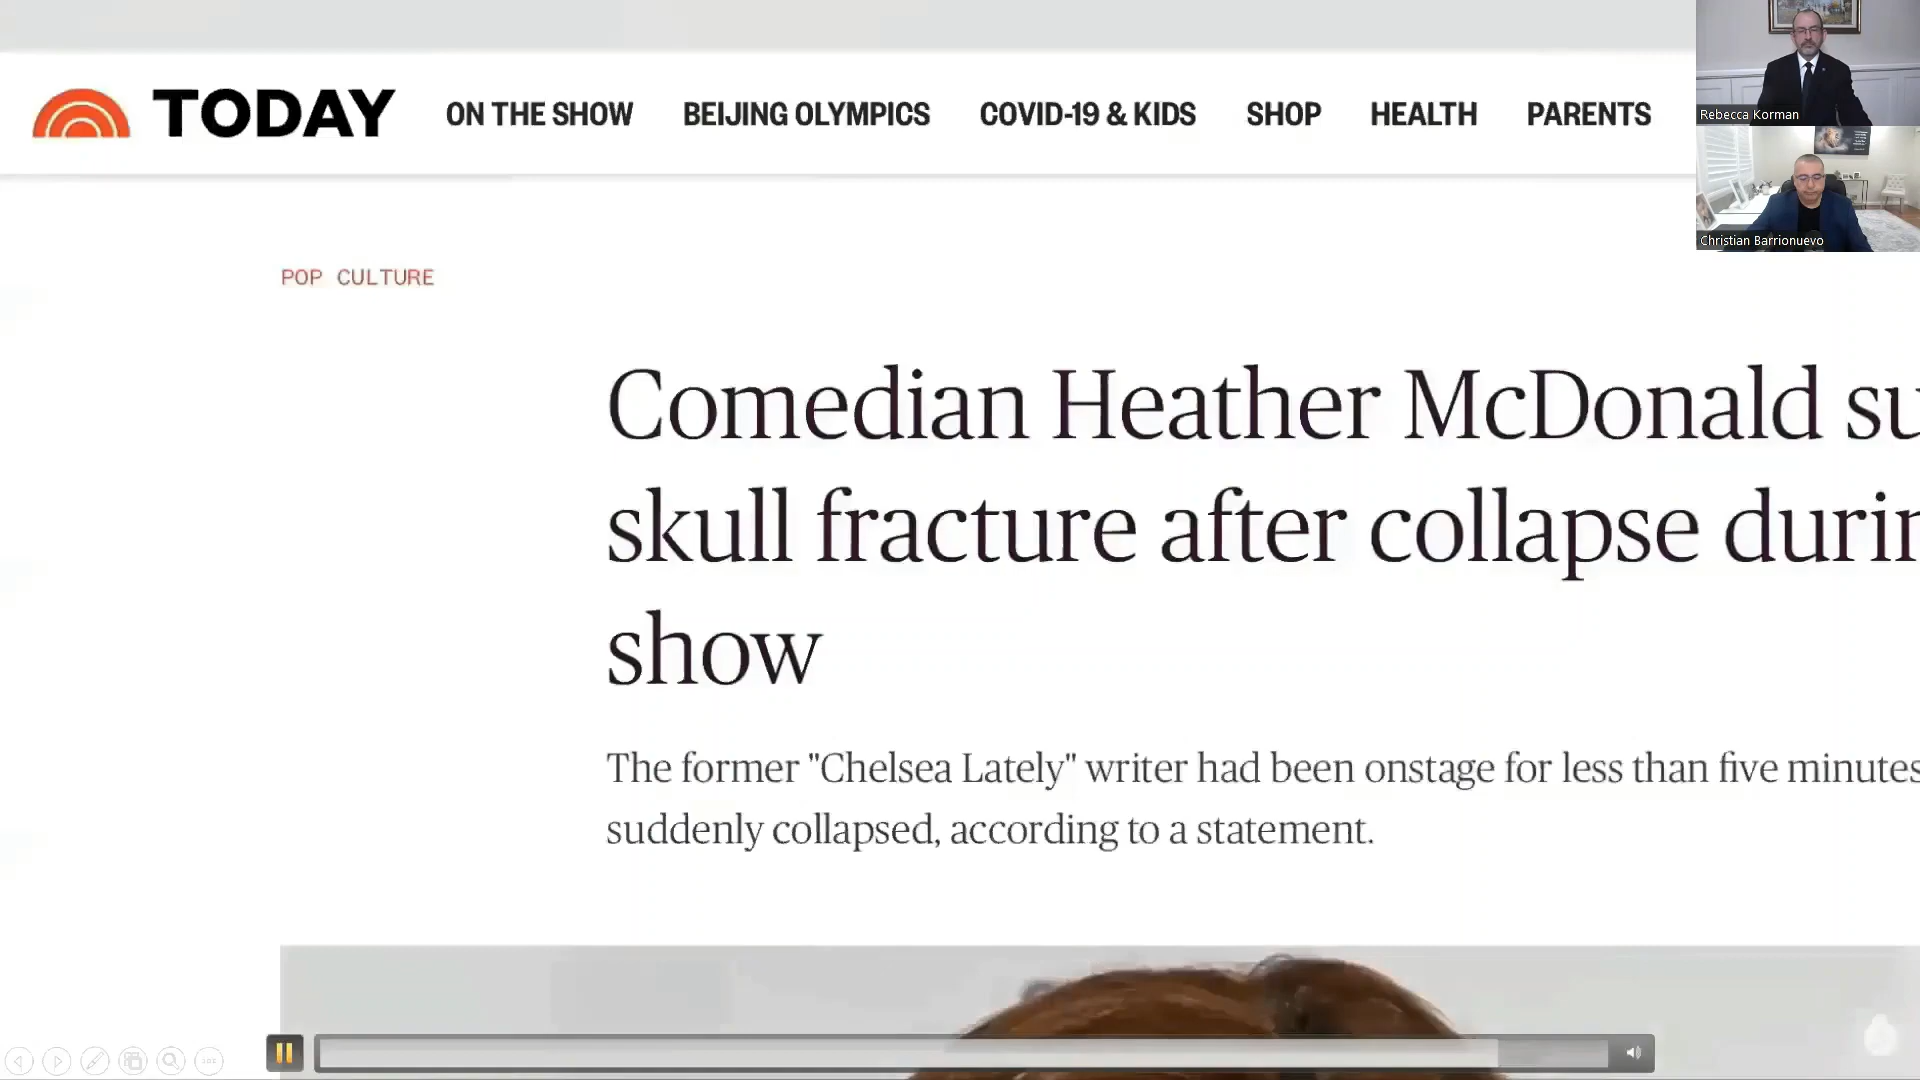 TODAY ON THE SHOW BEIJING OLYMPICS COVID-19 & KIDS SHOP HEALTH PARENTS
Rebecca Korman
Christian Barrionuevo
POP CULTURE
Comedian Heather McDonald su
skull fracture after collapse durin
show
The former "Chelsea Lately" writer had been onstage for less than five minutes
suddenly collapsed, according to a statement.